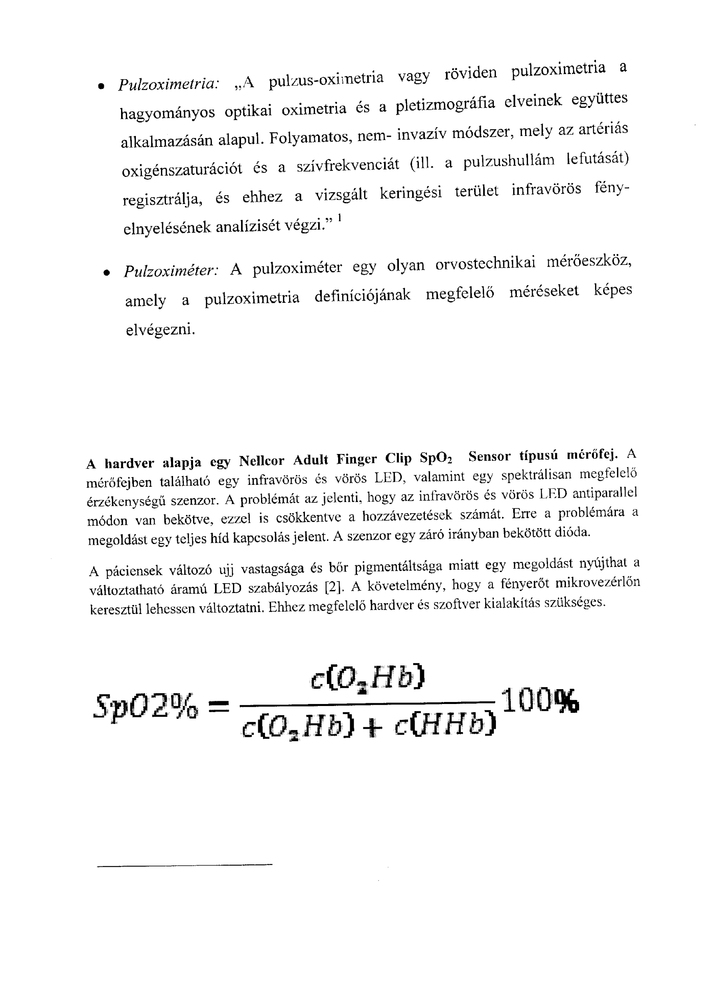 • Pulzoximetria: „A pulzus-oximetria vagy röviden pulzoximetria a
hagyományos optikai oximetria és a pletizmográfia elveinek együttes
alkalmazásán alapul. Folyamatos, nem- invazív módszer, mely az artériás
oxigénszaturációt és a szívfrekvenciát (ill. a pulzushullám lefutását)
regisztrálja, és ehhez a vizsgált keringési terület infravörös fény-
elnyelésének analízisét végzi.” ¹
• Pulzoximéter: A pulzoximéter egy olyan orvostechnikai mérőeszköz,
amely a pulzoximetria definíciójának megfelelő méréseket képes
elvégezni.
A hardver alapja egy Nellcor Adult Finger Clip SpO₂ Sensor típusú mérőfej. A
mérőfejben található egy infravörös és vörös LED, valamint egy spektrálisan megfelelő
érzékenységű szenzor. A problémát az jelenti, hogy az infravörös és vörös LED antiparallel
módon van bekötve, ezzel is csökkentve a hozzávezetések számát. Erre a problémára a
megoldást egy teljes híd kapcsolás jelent. A szenzor egy záró irányban bekötött dióda.
A páciensek változó ujj vastagsága és bőr pigmentáltsága miatt egy megoldást nyújthat a
változtatható áramú LED szabályozás [2]. A követelmény, hogy a fényerőt mikrovezérlőn
keresztül lehessen változtatni. Ehhez megfelelő hardver és szoftver kialakítás szükséges.
c(O₂Hb)
SpO2% = 100%
c(O₂Hb) + c(HHb)